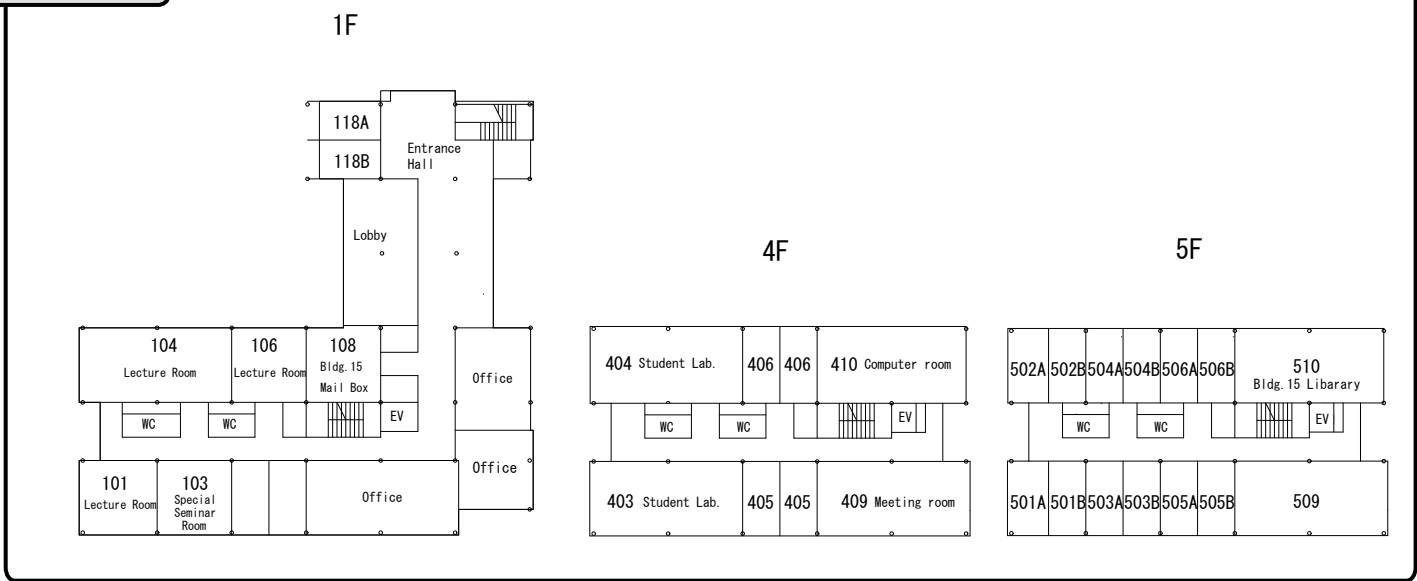 1F
118A
118B
Entrance
Hall
Lobby
104
Lecture Room
106
Lecture Room
108
Bldg.15
Mail Box
Office
WC
WC
EV
Office
101
Lecture Room
103
Special
Seminar
Room
Office
4F
404 Student Lab.
406
406
410 Computer room
WC
WC
EV
403 Student Lab.
405
405
409 Meeting room
5F
502A
502B
504A
504B
506A
506B
510
Bldg.15 Libarary
WC
WC
EV
501A
501B
503A
503B
505A
505B
509